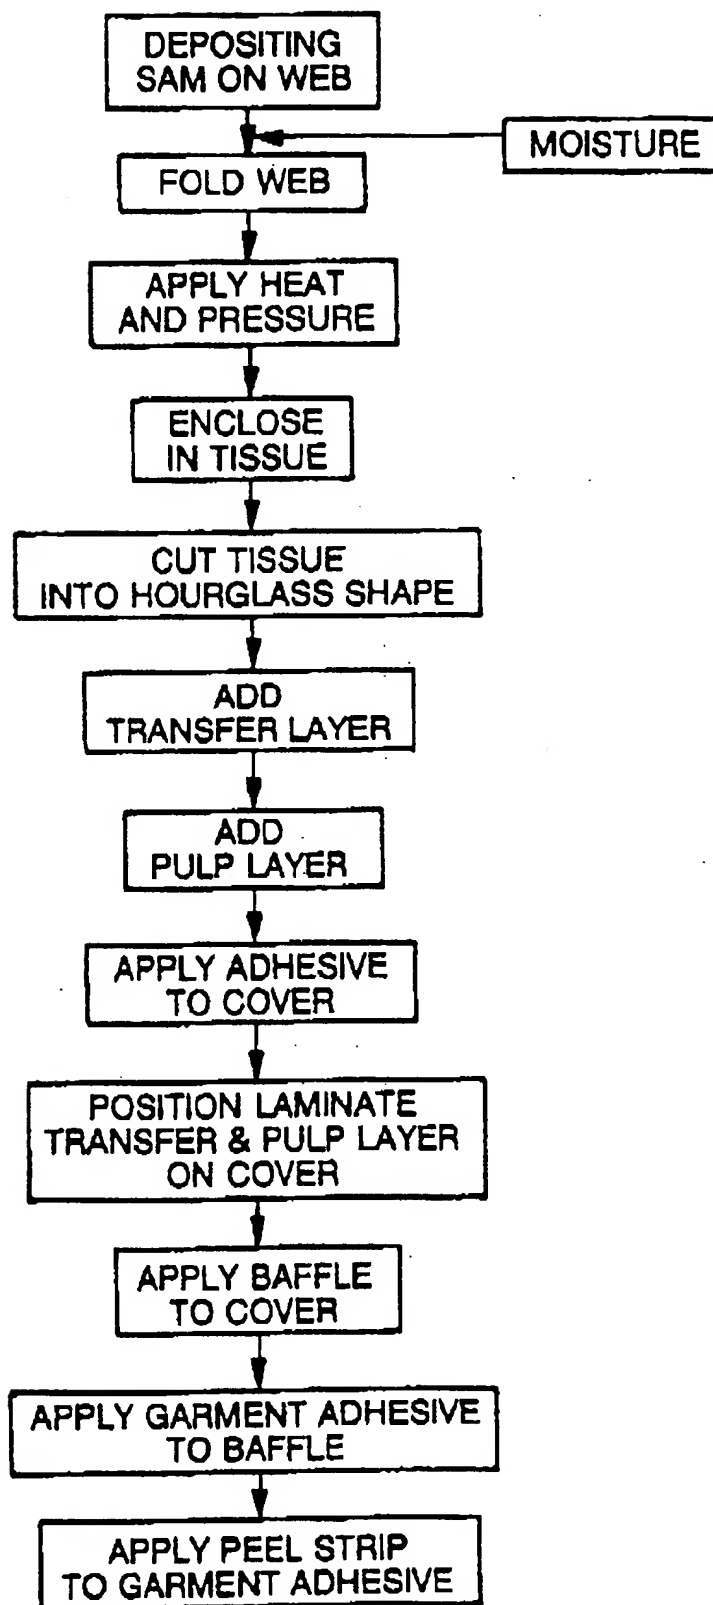 DEPOSITING
SAM ON WEB
MOISTURE
FOLD WEB
APPLY HEAT
AND PRESSURE
ENCLOSE
IN TISSUE
CUT TISSUE
INTO HOURGLASS SHAPE
ADD
TRANSFER LAYER
ADD
PULP LAYER
APPLY ADHESIVE
TO COVER
POSITION LAMINATE
TRANSFER & PULP LAYER
ON COVER
APPLY BAFFLE
TO COVER
APPLY GARMENT ADHESIVE
TO BAFFLE
APPLY PEEL STRIP
TO GARMENT ADHESIVE